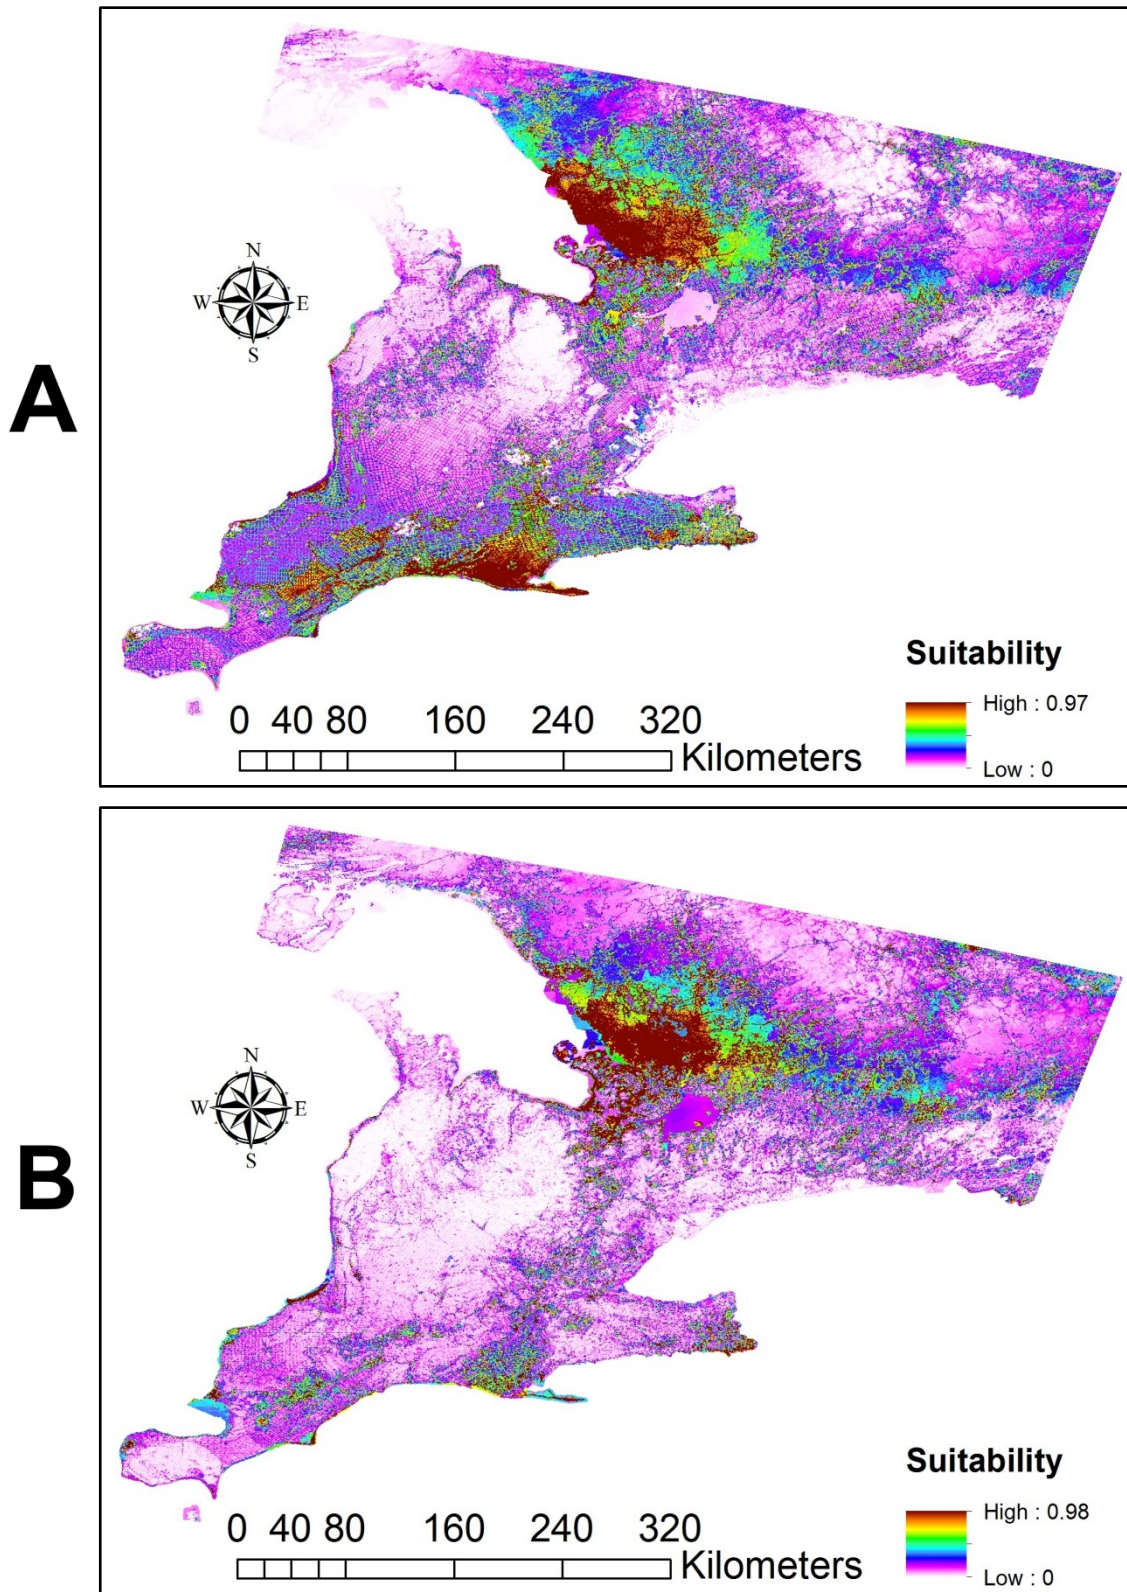 A
N
W E
S
Suitability
High : 0.97
Low : 0
0 40 80 160 240 320
Kilometers
B
N
W E
S
Suitability
High : 0.98
Low : 0
0 40 80 160 240 320
Kilometers